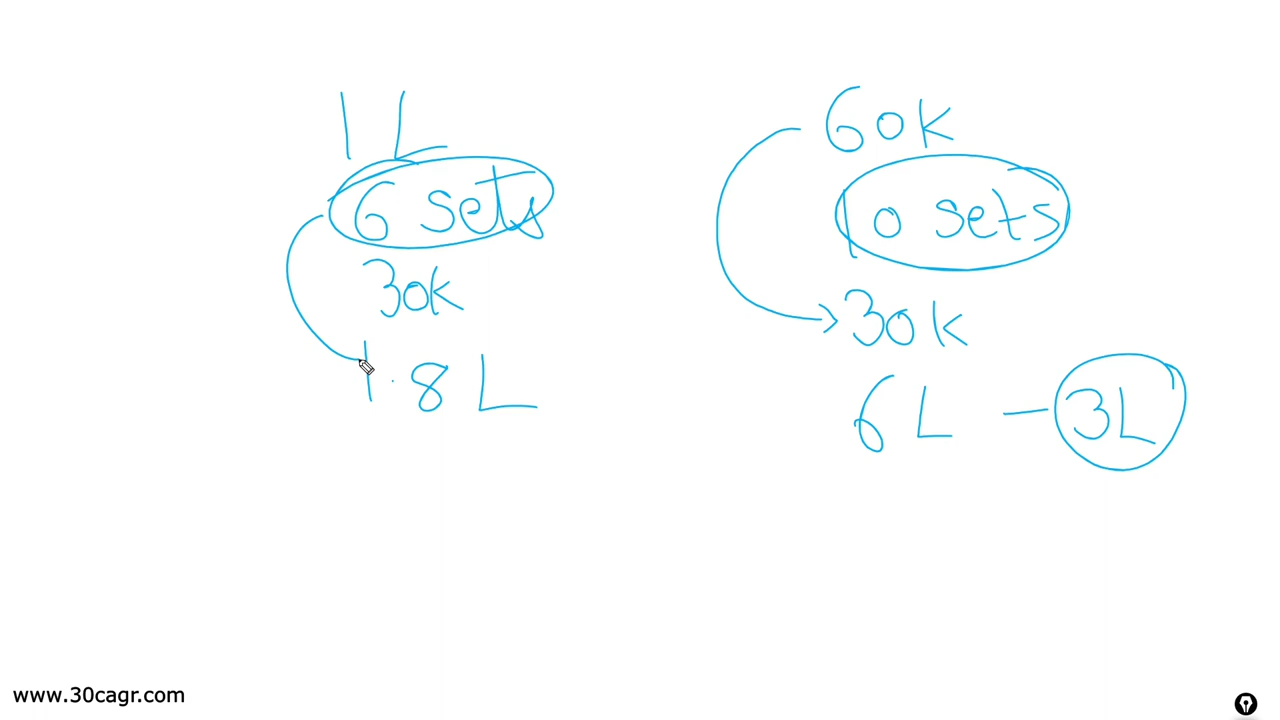 1L
6 sets
30k
1.8 L
60k
10 sets
30k
6L — 3L
www.30cagr.com